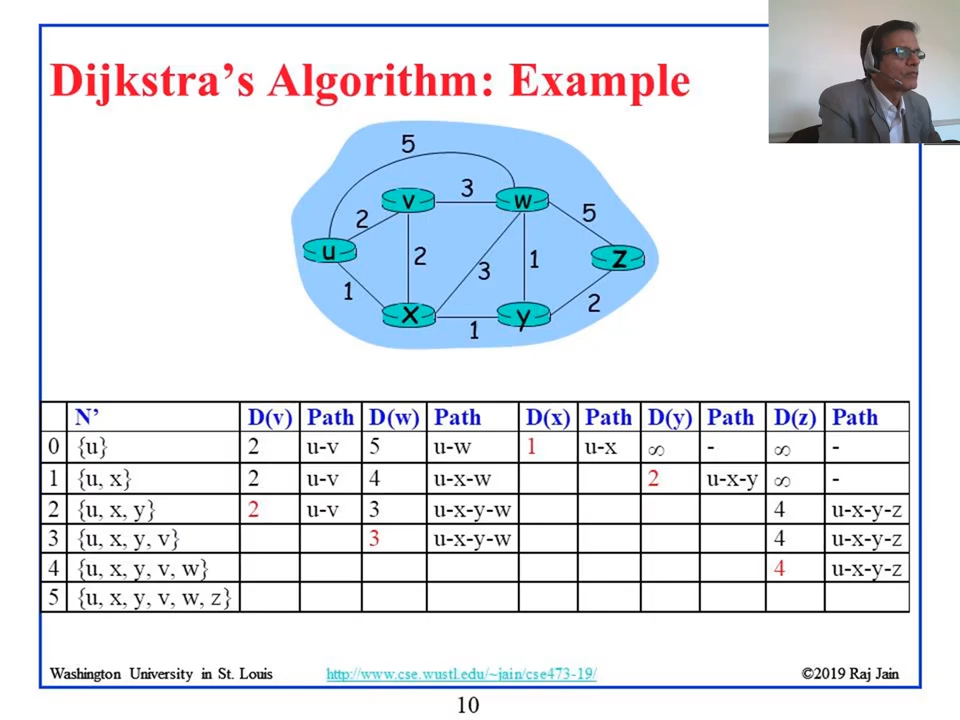 Dijkstra's Algorithm: Example
5
v 3 w
2 5
u 2 3 1 z
1 2
x 1 y
N' D(v) Path D(w) Path D(x) Path D(y) Path D(z) Path
0 {u} 2 u-v 5 u-w 1 u-x ∞ - ∞ -
1 {u, x} 2 u-v 4 u-x-w 2 u-x-y ∞ -
2 {u, x, y} 2 u-v 3 u-x-y-w 4 u-x-y-z
3 {u, x, y, v} 3 u-x-y-w 4 u-x-y-z
4 {u, x, y, v, w} 4 u-x-y-z
5 {u, x, y, v, w, z}
Washington University in St. Louis http://www.cse.wustl.edu/~jain/cse473-19/ ©2019 Raj Jain
10